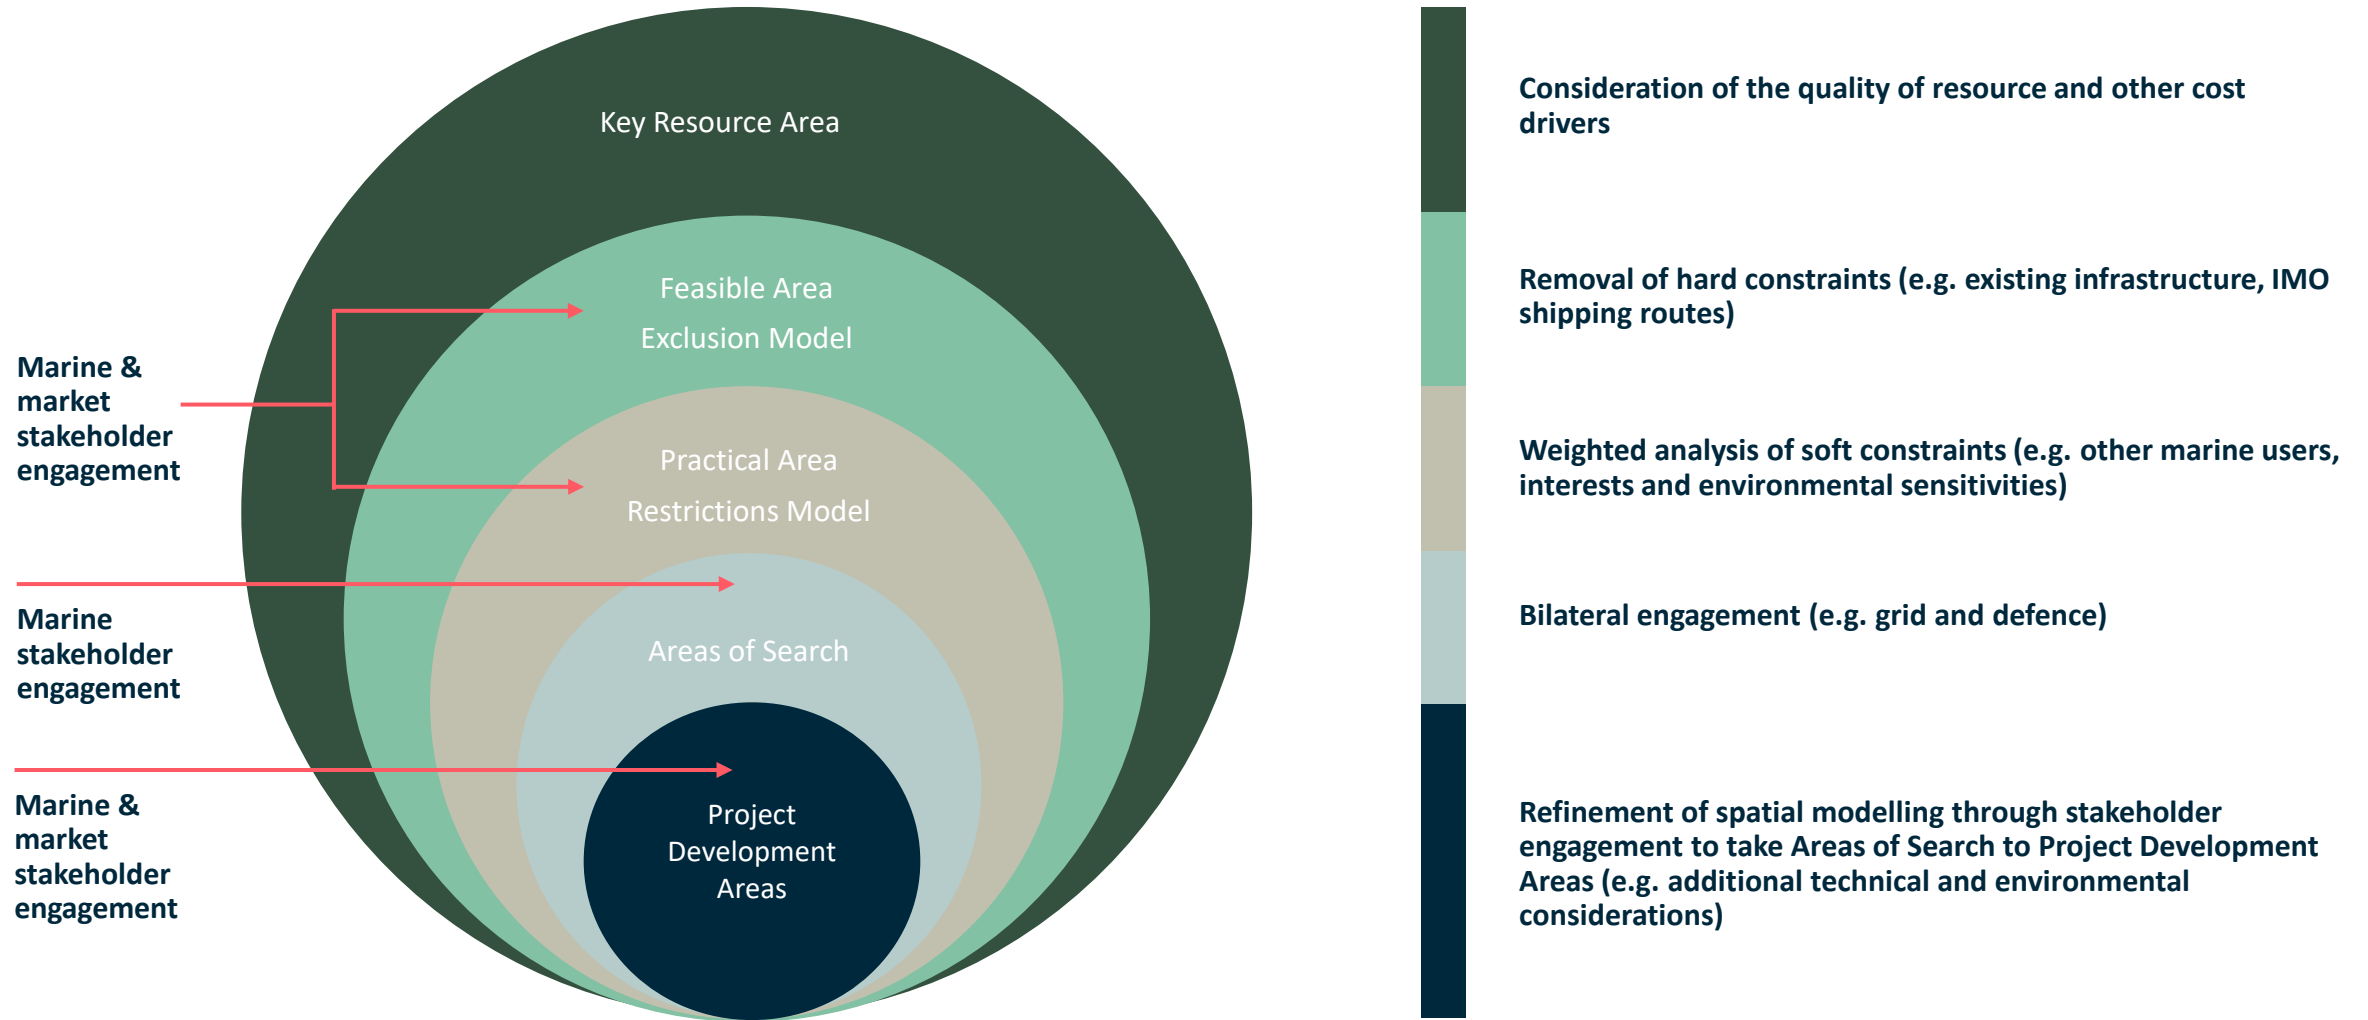 Key Resource Area
Feasible Area
Exclusion Model
Practical Area
Restrictions Model
Areas of Search
Project
Development
Areas
Marine &
market
stakeholder
engagement
Marine
stakeholder
engagement
Marine &
market
stakeholder
engagement
Consideration of the quality of resource and other cost
drivers
Removal of hard constraints (e.g. existing infrastructure, IMO
shipping routes)
Weighted analysis of soft constraints (e.g. other marine users,
interests and environmental sensitivities)
Bilateral engagement (e.g. grid and defence)
Refinement of spatial modelling through stakeholder
engagement to take Areas of Search to Project Development
Areas (e.g. additional technical and environmental
considerations)